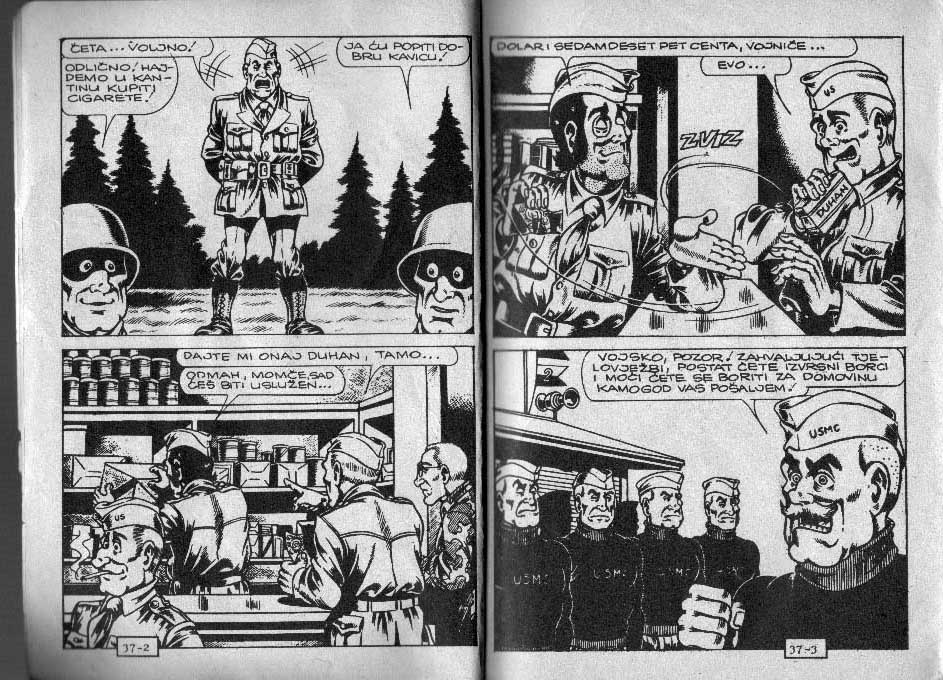 ČETA... VOLJNO!
ODLIČNO! HAJ-
DEMO U KAN-
TINU KUPITI
CIGARETE!
JA ĆU POPITI DO-
BRU KAVICU!
DAJTE MI ONAJ DUHAN, TAMO...
ODMAH, MOMČE, SAD
ĆEŠ BITI USLUŽEN...
US
37-2
DOLAR I SEDAMDESET PET CENTA, VOJNIČE...
EVO...
US
ZVIZ
DUHAN
VOJSKO, POZOR! ZAHVALJUJUĆI TJE-
LOVJEŽBI, POSTAT ĆETE IZVRSNI BORCI
I MOĆI ĆETE SE BORITI ZA DOMOVINU
KAMOGOD VAS POŠALJEM!
USMC
USMC
USMC
USMC
USMC
37-3